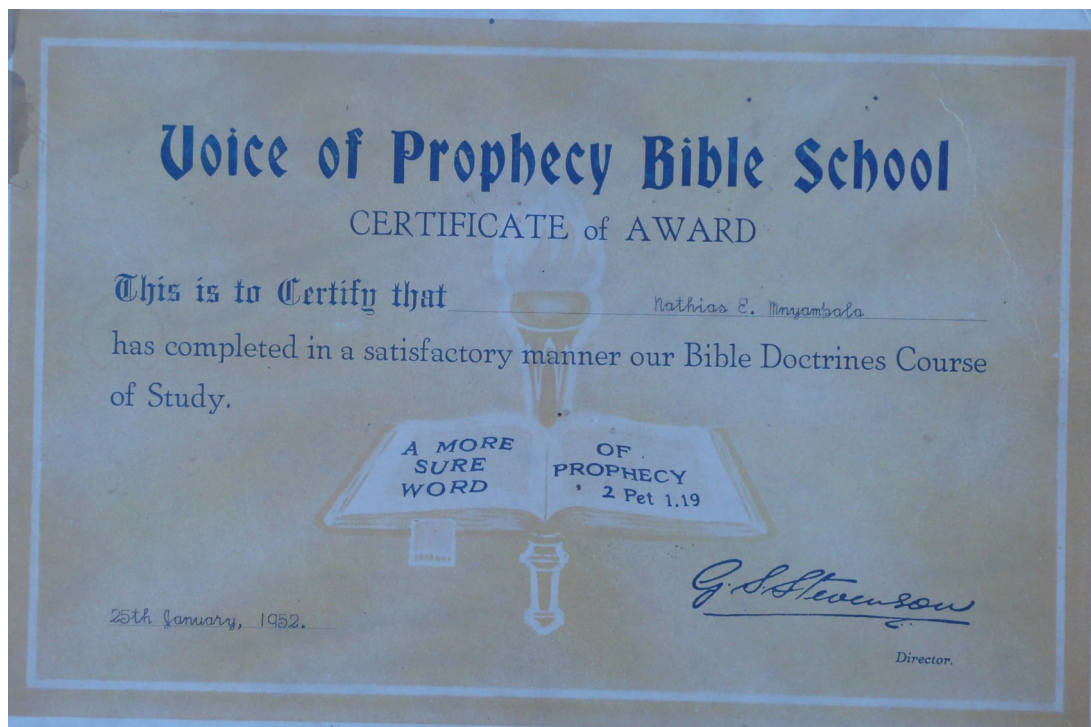 Voice of Prophecy Bible School
CERTIFICATE of AWARD
This is to Certify that Mathias E. Mnyampala
has completed in a satisfactory manner our Bible Doctrines Course
of Study.
A MORE
SURE
WORD
OF
PROPHECY
2 Pet 1.19
G. S. Stevenson
25th January, 1952.
Director.